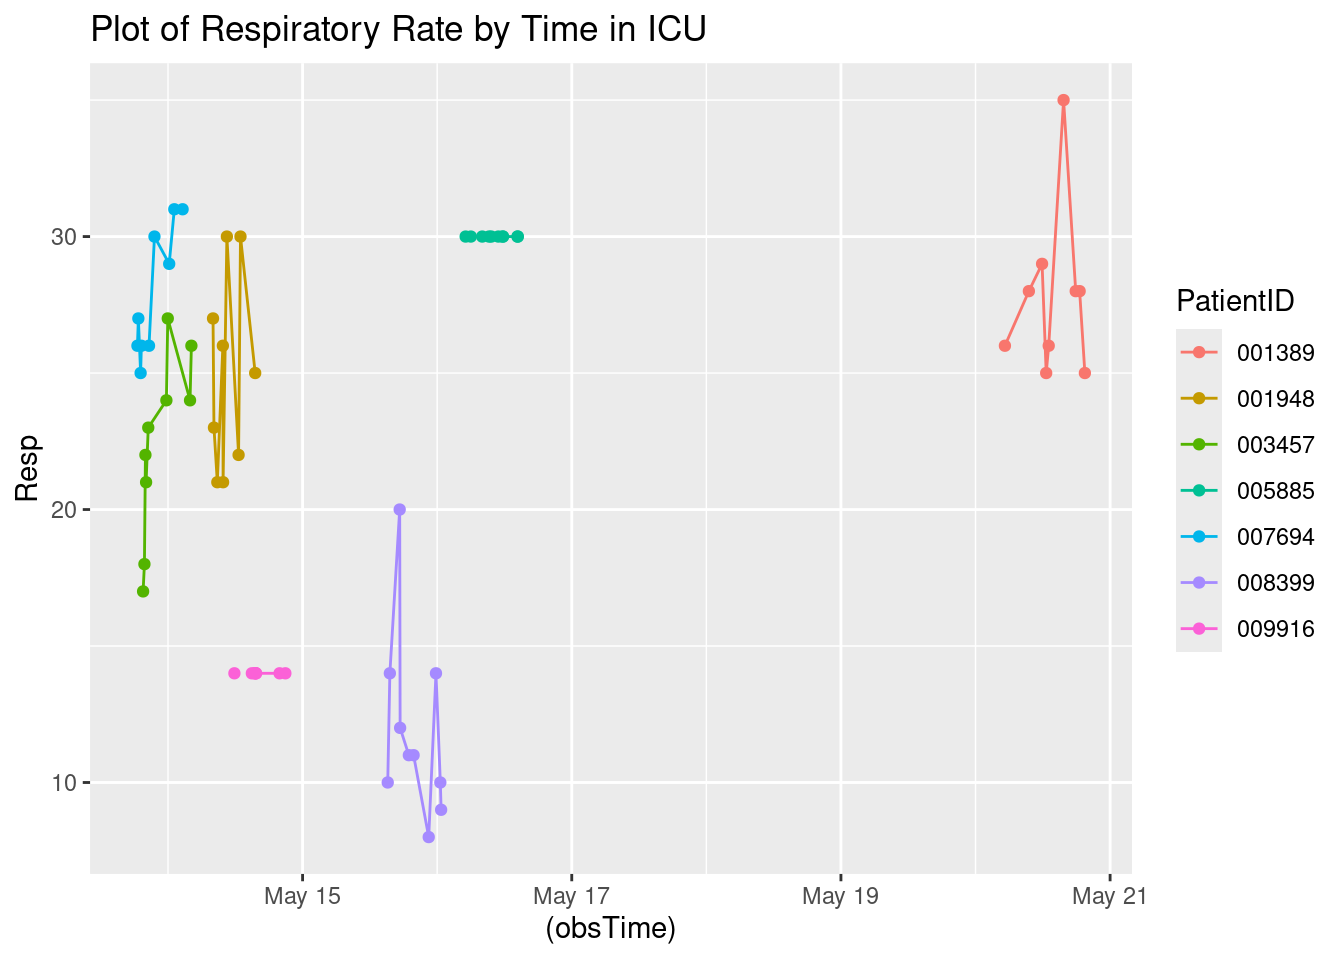 Plot of Respiratory Rate by Time in ICU
30
20
10
Resp
May 15
May 17
May 19
May 21
(obsTime)
PatientID
001389
001948
003457
005885
007694
008399
009916